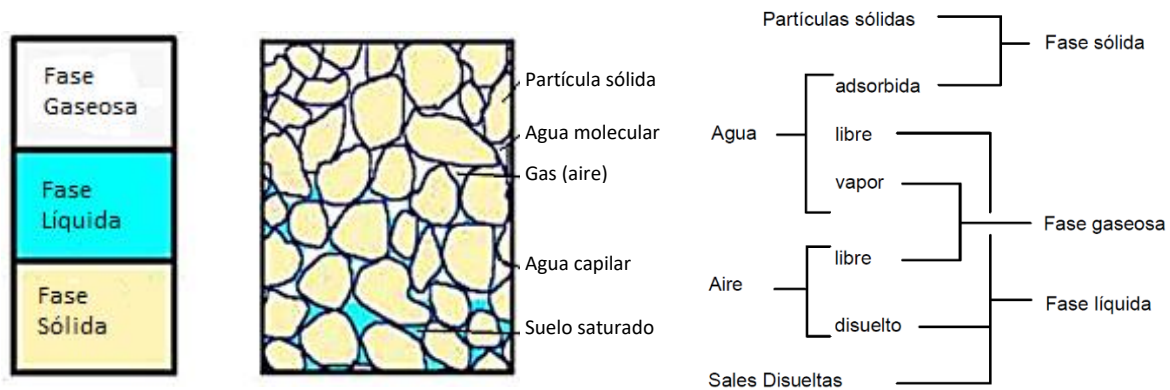 Fase
Gaseosa
Fase
Líquida
Fase
Sólida
Partícula sólida
Agua molecular
Gas (aire)
Agua capilar
Suelo saturado
Partículas sólidas
Fase sólida
adsorbida
Agua
libre
vapor
Fase gaseosa
Aire
libre
Fase líquida
disuelto
Sales Disueltas